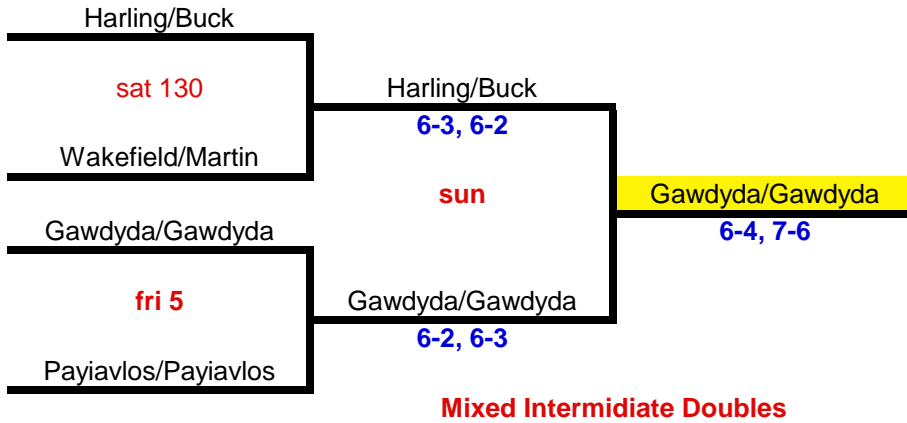 Harling/Buck
sat 130
Wakefield/Martin
Harling/Buck
6-3, 6-2
sun
Gawdyda/Gawdyda
6-4, 7-6
Gawdyda/Gawdyda
fri 5
Payiavlos/Payiavlos
Gawdyda/Gawdyda
6-2, 6-3
Mixed Intermidiate Doubles